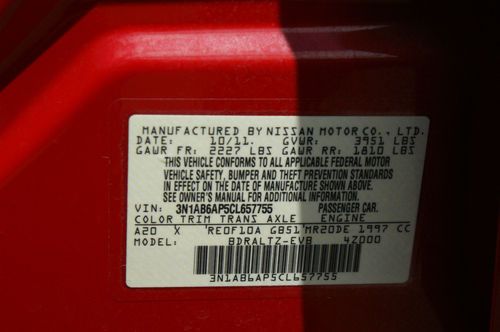 MANUFACTURED BY NISSAN MOTOR CO., LTD.
DATE: 10/11. GVWR: 3951 LBS
GAWR FR: 2227 LBS GAWR RR: 1810 LBS
THIS VEHICLE CONFORMS TO ALL APPLICABLE FEDERAL MOTOR
VEHICLE SAFETY, BUMPER AND THEFT PREVENTION STANDARDS
IN EFFECT ON THE DATE OF MANUFACTURE SHOWN ABOVE.
SEE OWNER'S MANUAL
VIN: 3N1AB6AP5CL657755 PASSENGER CAR.
COLOR TRIM TRANS AXLE ENGINE
A20 X 'RE0F10A GB51'MR20DE 1997 CC
MODEL: BDRALTZ-EVB 4Z000
3N1AB6AP5CL657755